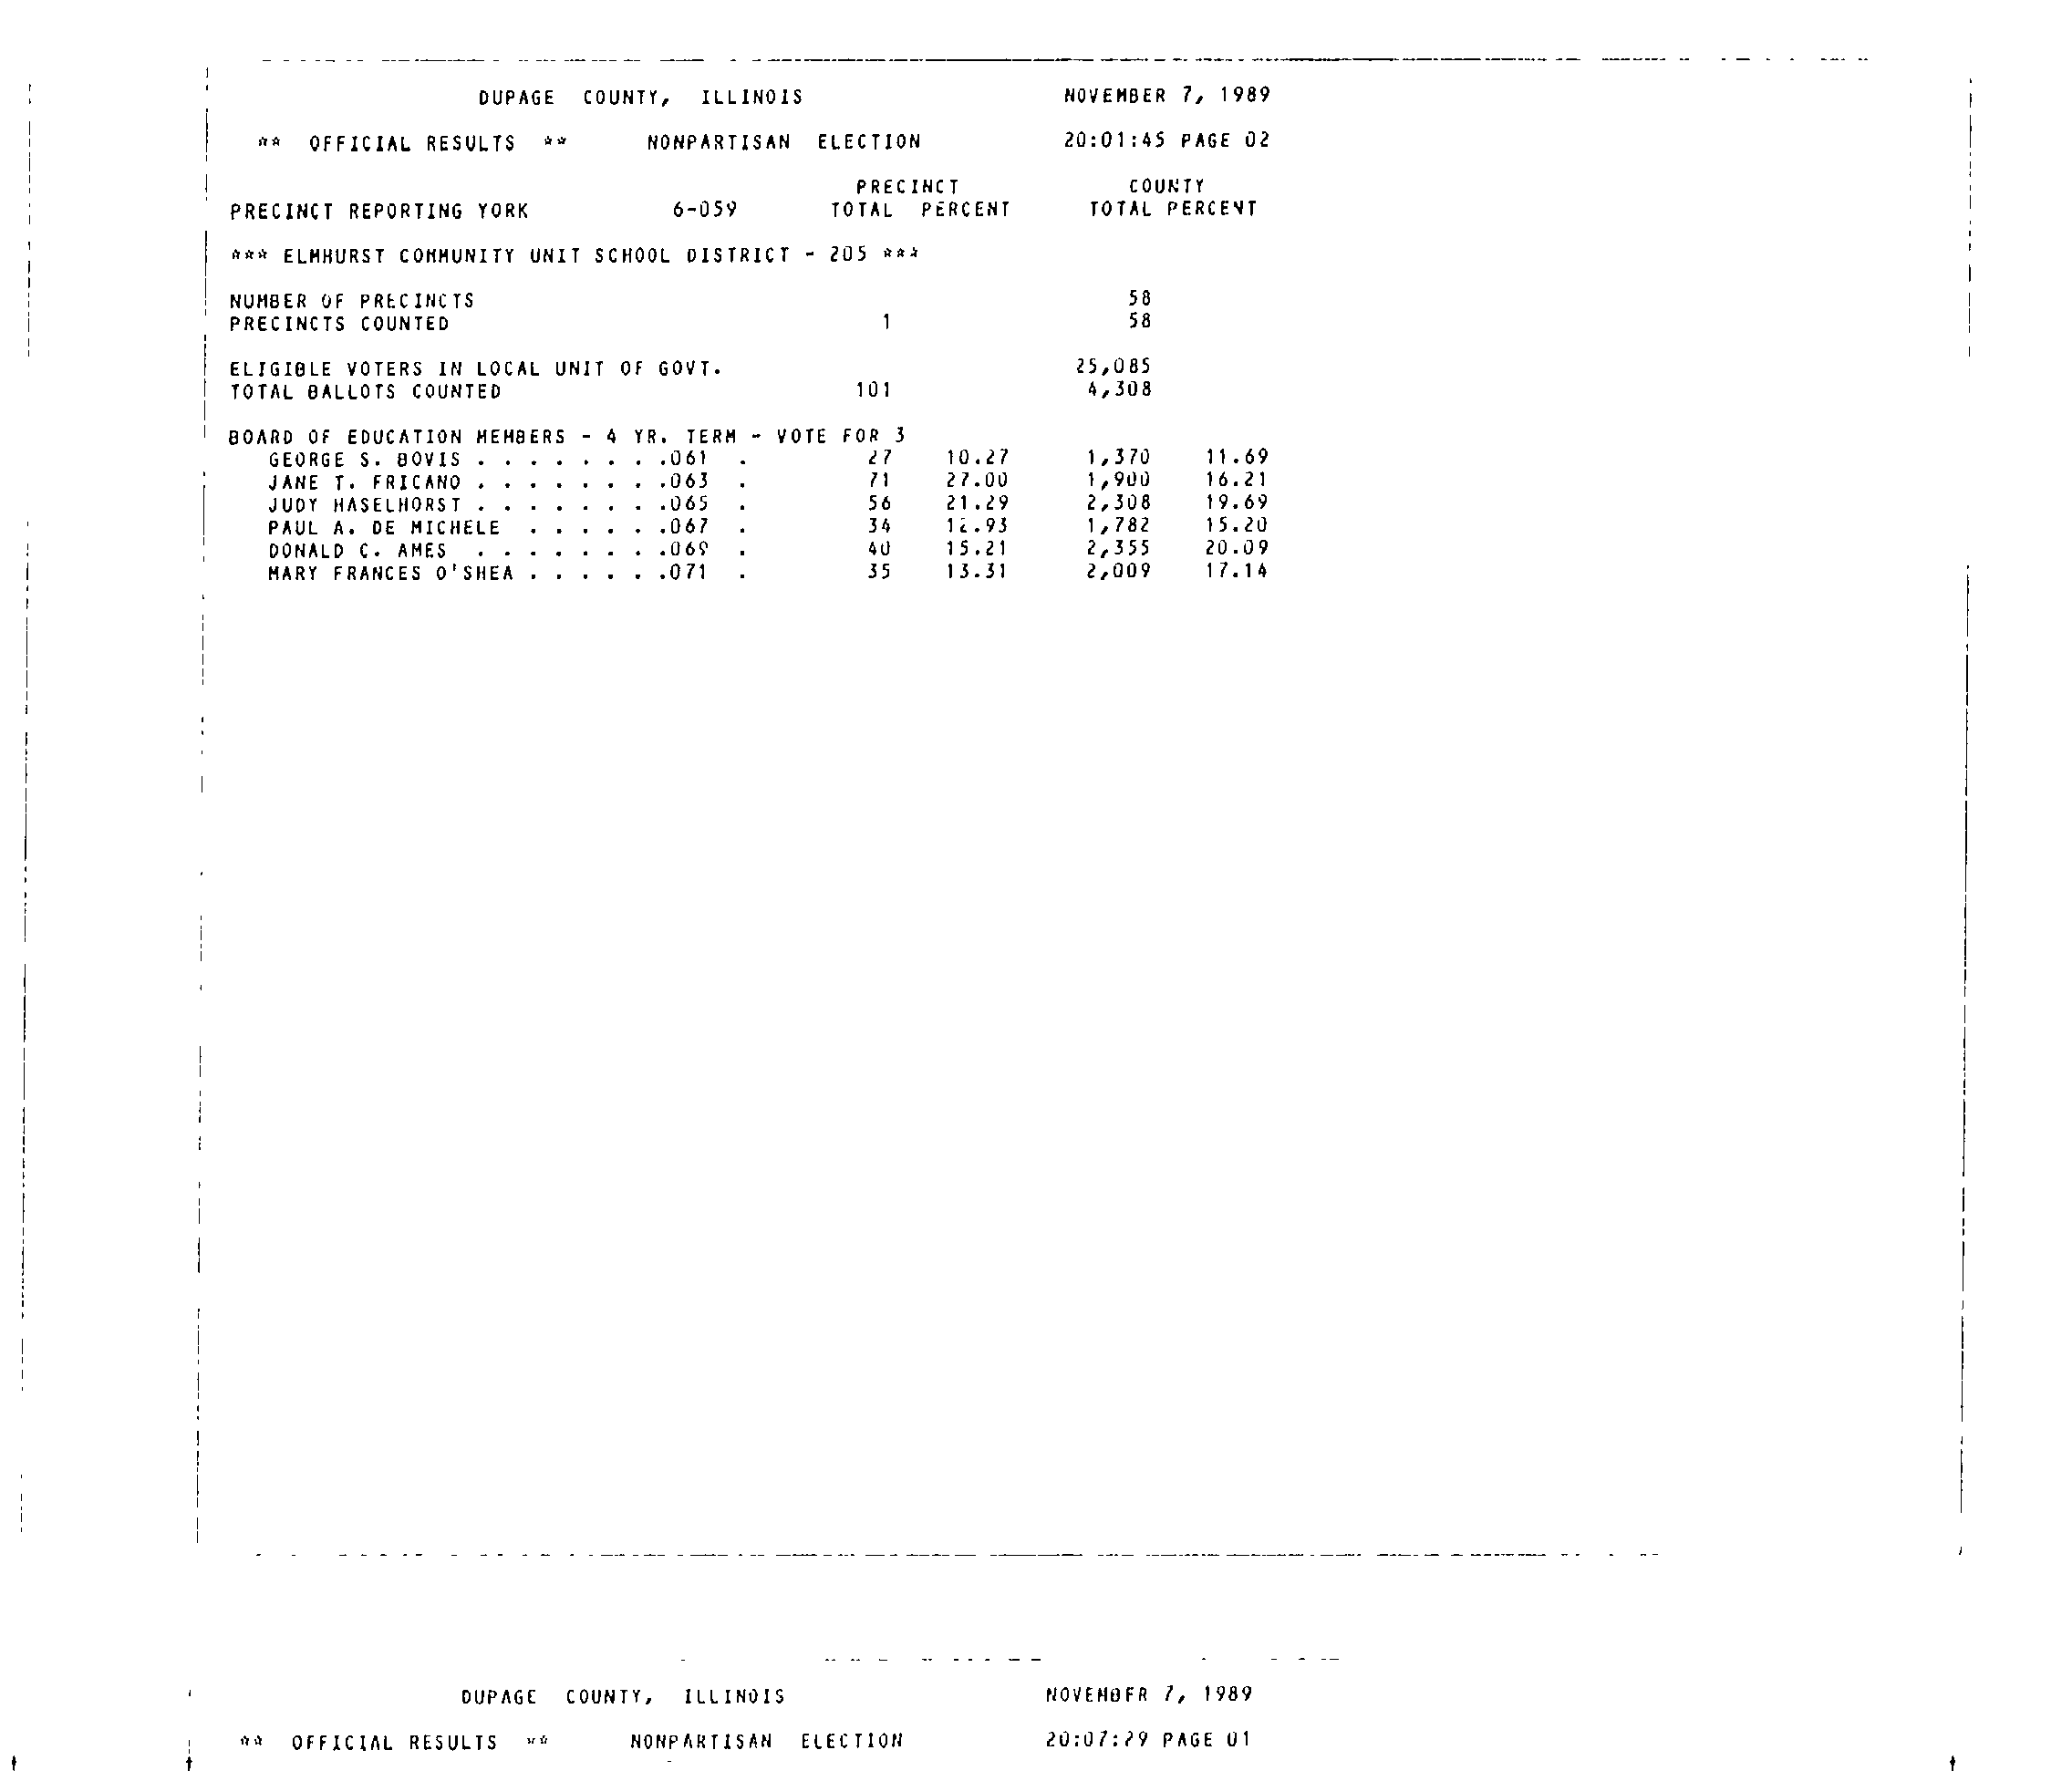 DUPAGE COUNTY, ILLINOIS NOVEMBER 7, 1989
** OFFICIAL RESULTS ** NONPARTISAN ELECTION 20:01:45 PAGE 02
PRECINCT COUNTY
PRECINCT REPORTING YORK 6-059 TOTAL PERCENT TOTAL PERCENT
*** ELMHURST COMMUNITY UNIT SCHOOL DISTRICT - 205 ***
NUMBER OF PRECINCTS 58
PRECINCTS COUNTED 1 58
ELIGIBLE VOTERS IN LOCAL UNIT OF GOVT. 25,085
TOTAL BALLOTS COUNTED 101 4,308
BOARD OF EDUCATION MEMBERS - 4 YR. TERM - VOTE FOR 3
GEORGE S. BOVIS . . . . . . . .061 . 27 10.27 1,370 11.69
JANE T. FRICANO . . . . . . . .063 . 71 27.00 1,900 16.21
JUDY HASELHORST . . . . . . . .065 . 56 21.29 2,308 19.69
PAUL A. DE MICHELE . . . . . .067 . 34 12.93 1,782 15.20
DONALD C. AMES . . . . . . . .069 . 40 15.21 2,355 20.09
MARY FRANCES O'SHEA . . . . . .071 . 35 13.31 2,009 17.14
DUPAGE COUNTY, ILLINOIS NOVEMBER 7, 1989
** OFFICIAL RESULTS ** NONPARTISAN ELECTION 20:07:29 PAGE 01